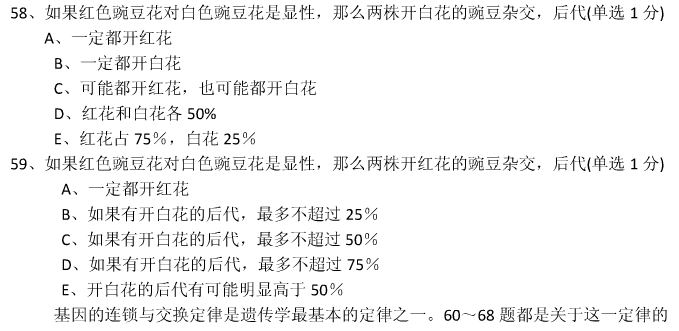 58、如果红色豌豆花对白色豌豆花是显性，那么两株开白花的豌豆杂交，后代(单选 1 分)
A、一定都开红花
B、一定都开白花
C、可能都开红花，也可能都开白花
D、红花和白花各 50%
E、红花占 75％，白花 25％
59、如果红色豌豆花对白色豌豆花是显性，那么两株开红花的豌豆杂交，后代(单选 1 分)
A、一定都开红花
B、如果有开白花的后代，最多不超过 25％
C、如果有开白花的后代，最多不超过 50％
D、如果有开白花的后代，最多不超过 75％
E、开白花的后代有可能明显高于 50％
基因的连锁与交换定律是遗传学最基本的定律之一。60～68 题都是关于这一定律的